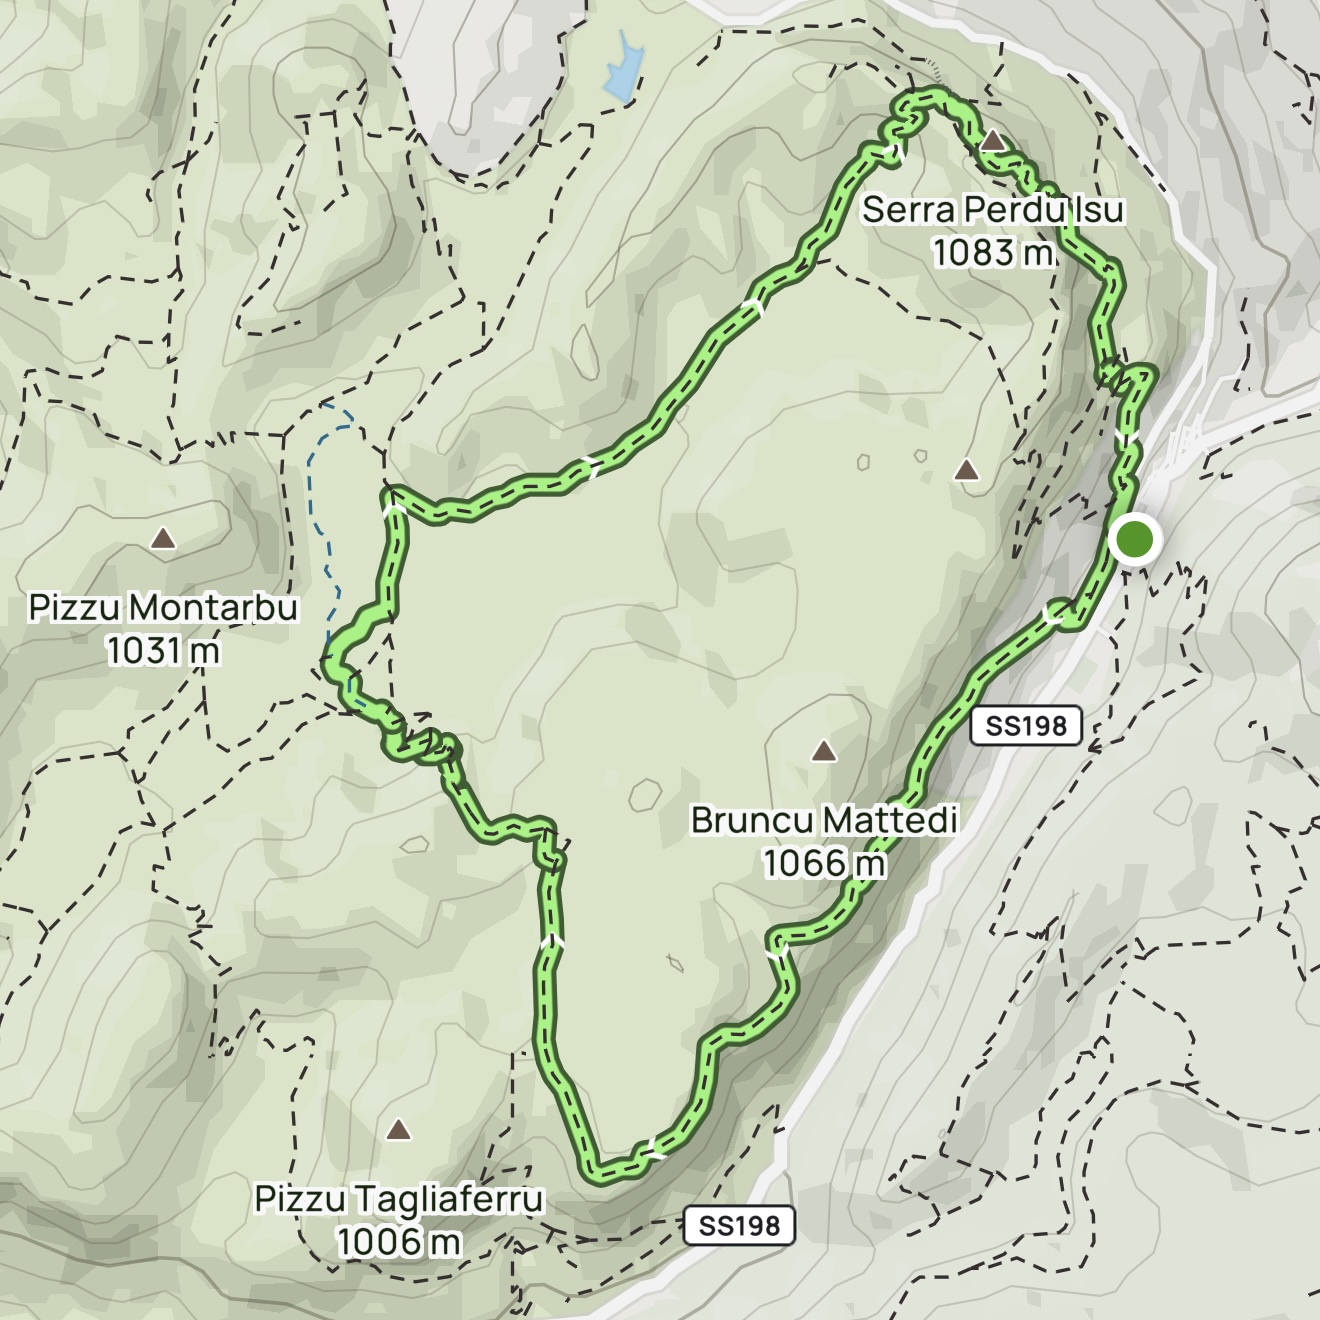 Serra Perdu Isu
1083 m
Pizzu Montarbu
1031 m
SS198
Bruncu Mattedi
1066 m
Pizzu Tagliaferru
1006 m
SS198